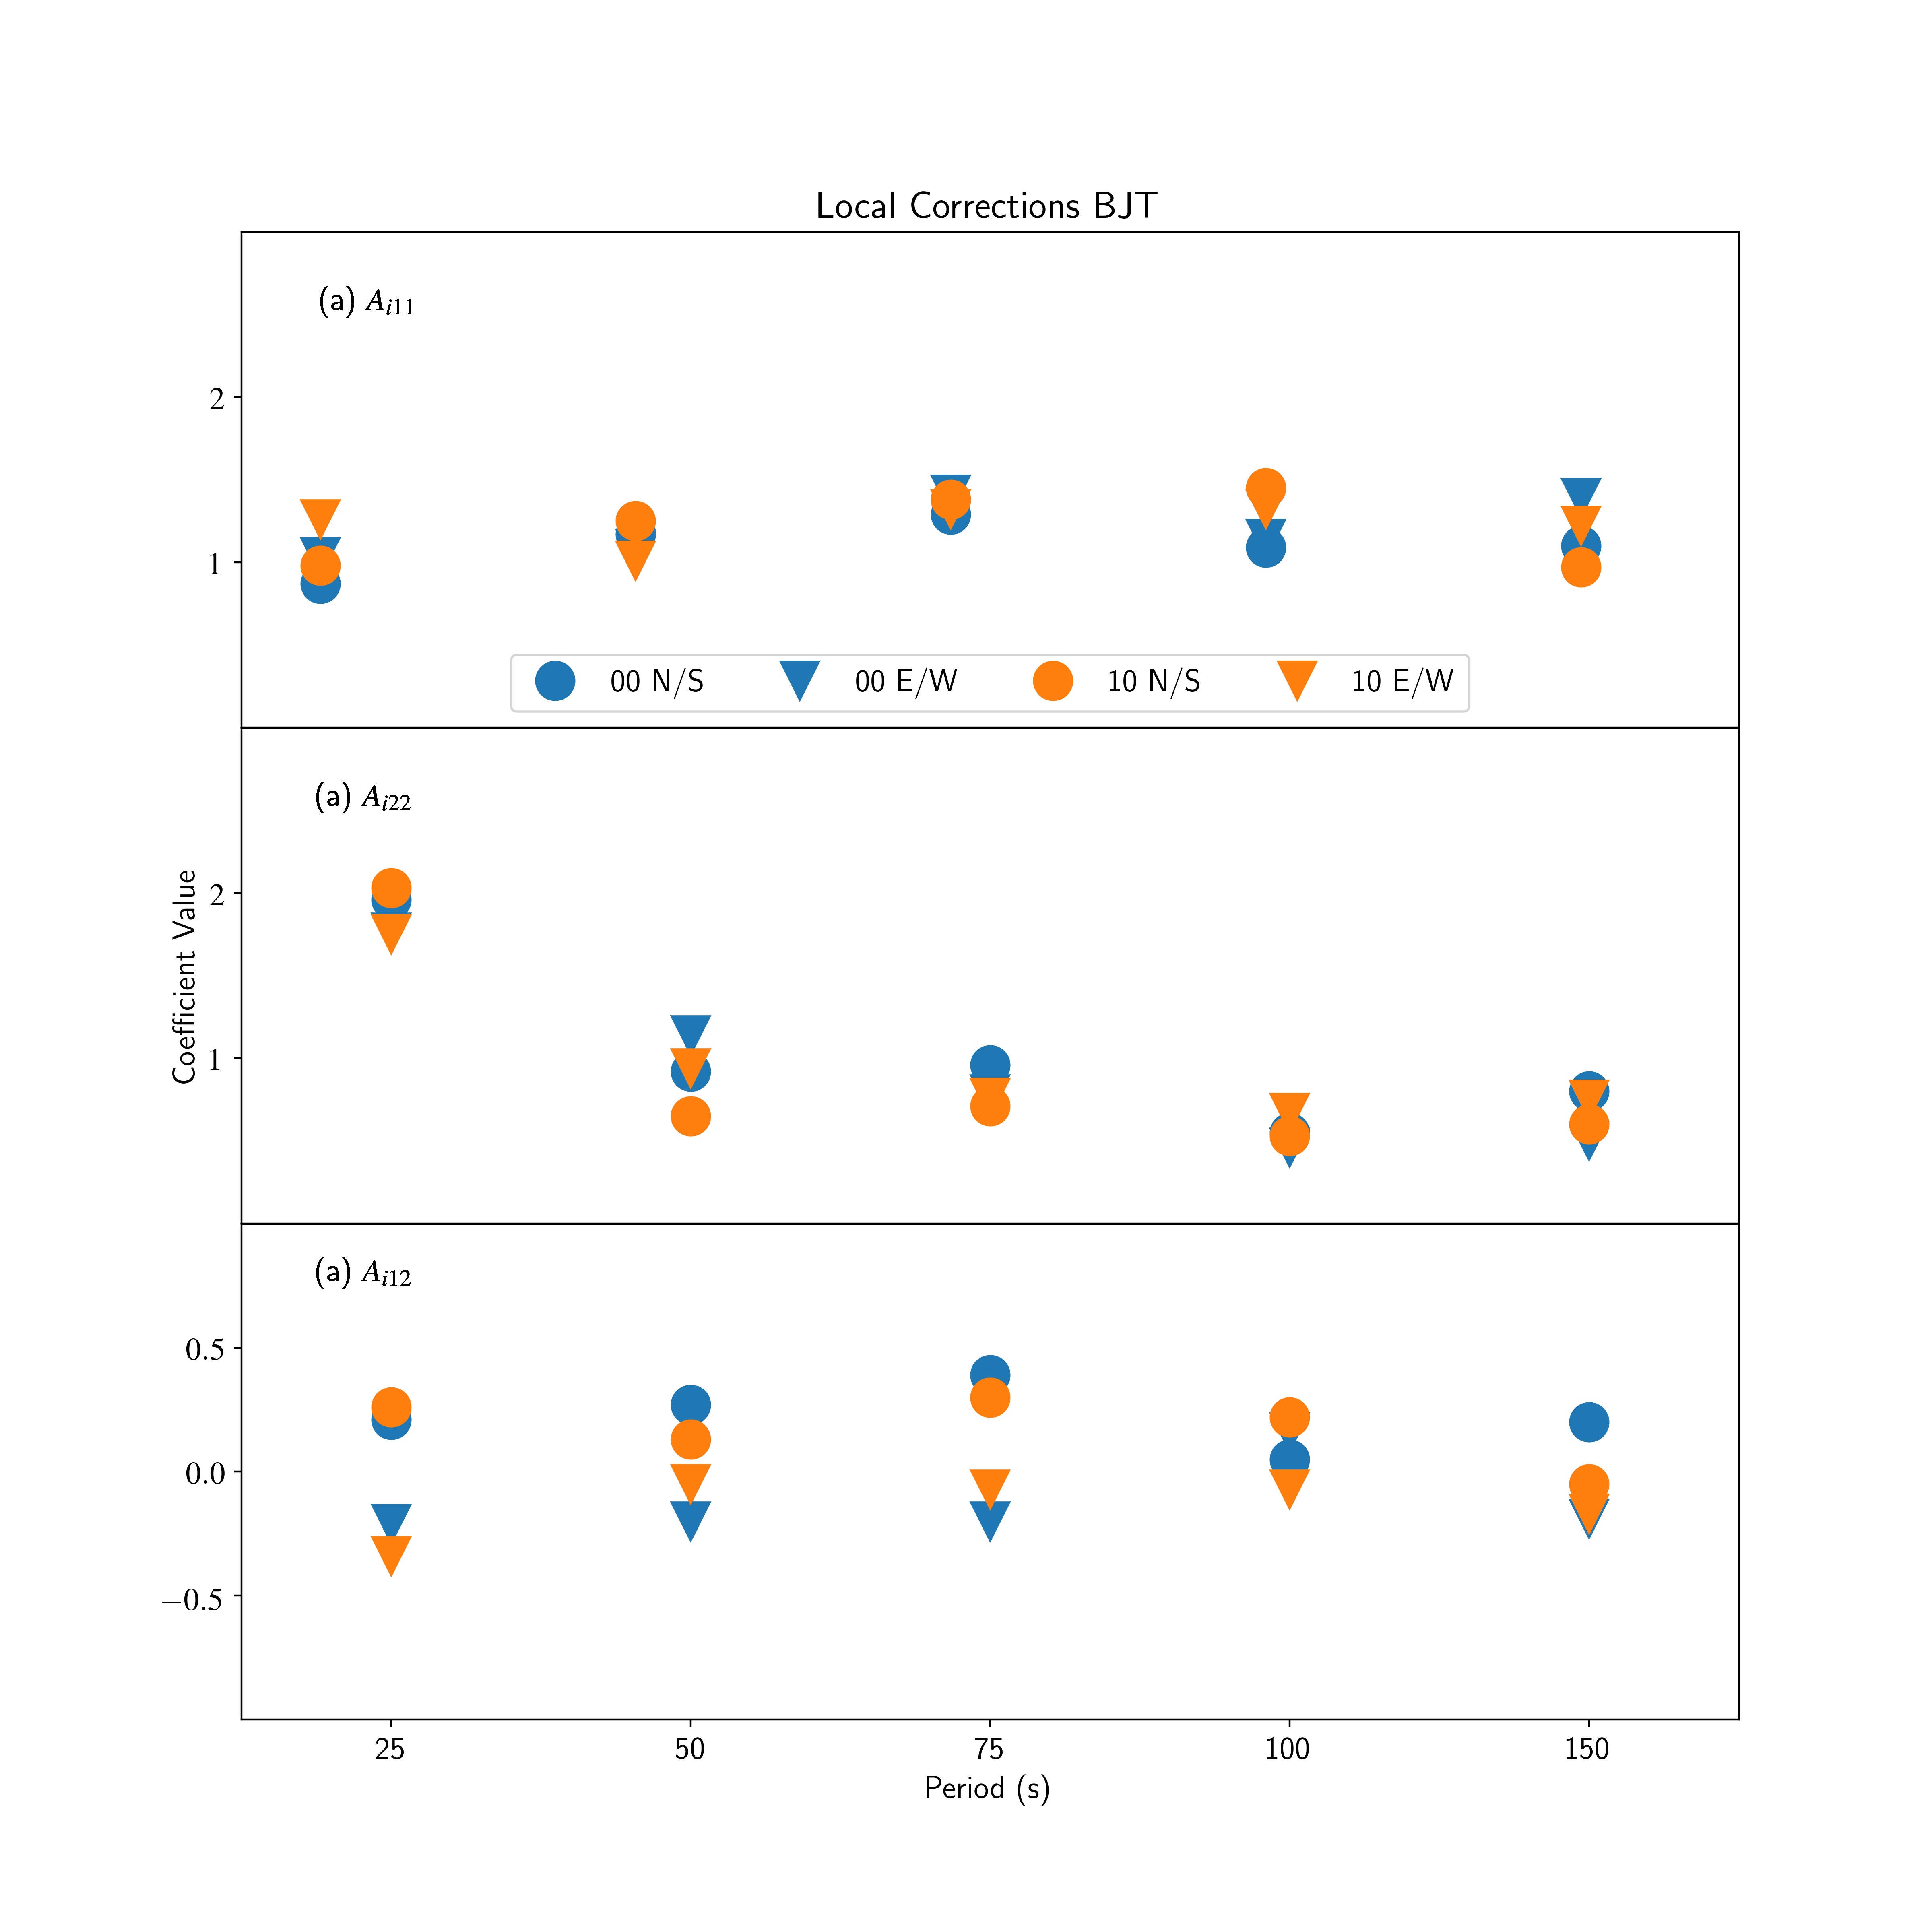 Local Corrections BJT
(a) A_{i11}
2
1
00 N/S 00 E/W 10 N/S 10 E/W
(a) A_{i22}
2
1
Coefficient Value
(a) A_{i12}
0.5
0.0
−0.5
25 50 75 100 150
Period (s)